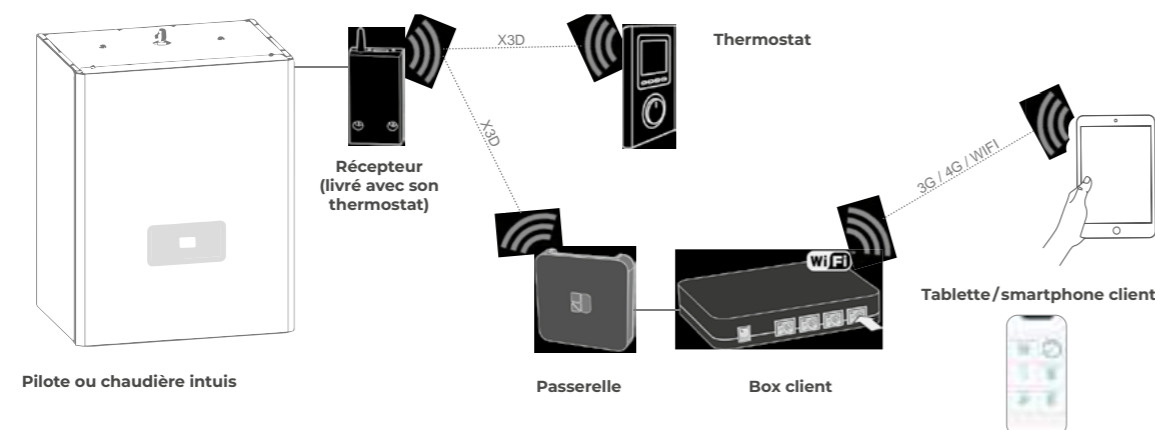 X3D
Thermostat
X3D
Récepteur
(livré avec son
thermostat)
3G / 4G / WIFI
WiFi
Tablette/smartphone client
Pilote ou chaudière intuis
Passerelle
Box client